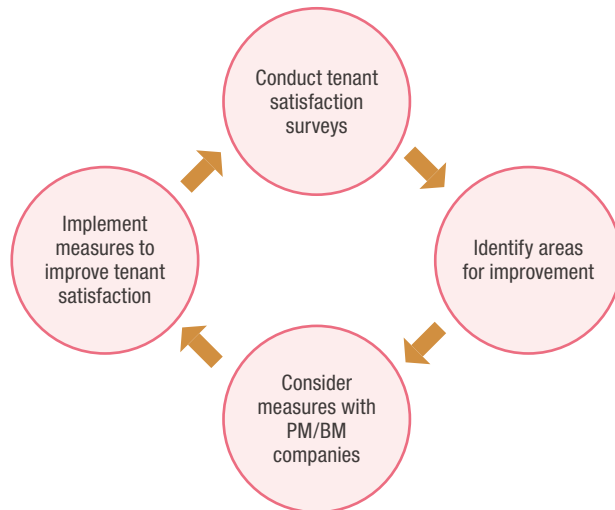 Conduct tenant
satisfaction
surveys
Identify areas
for improvement
Consider
measures with
PM/BM
companies
Implement
measures to
improve tenant
satisfaction